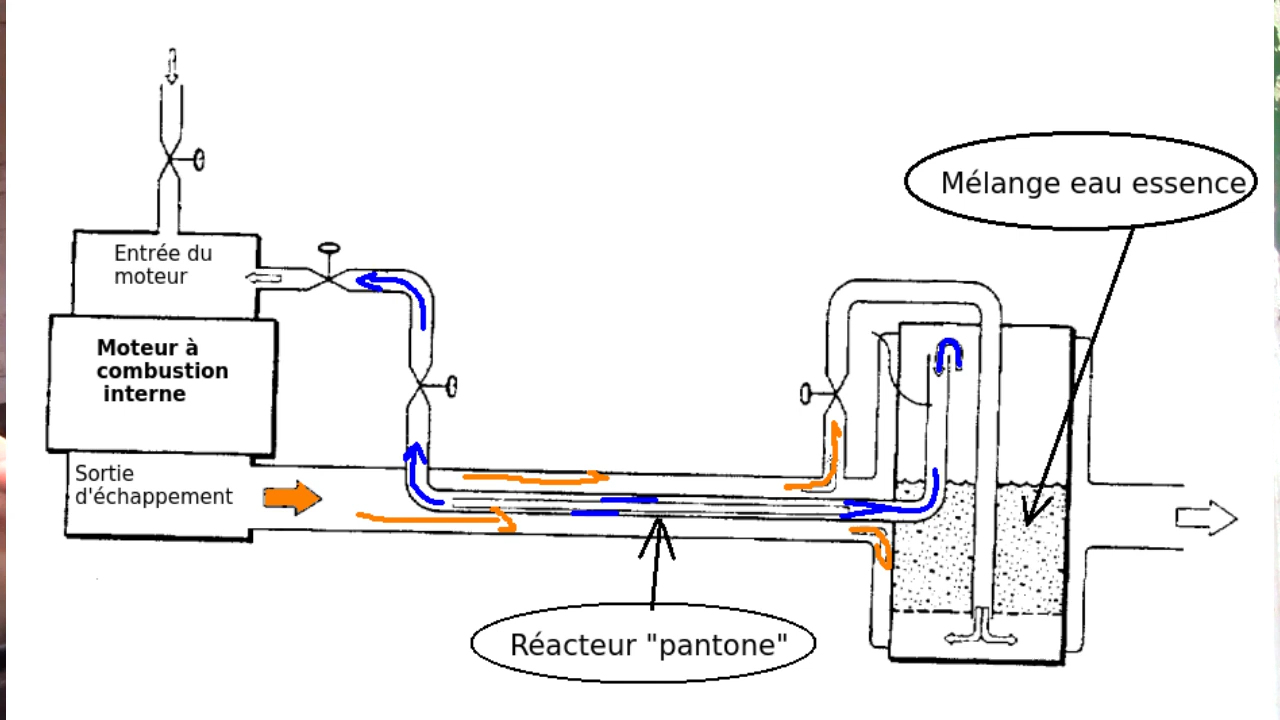 Mélange eau essence
Entrée du
moteur
Moteur à
combustion
interne
Sortie
d'échappement
Réacteur "pantone"